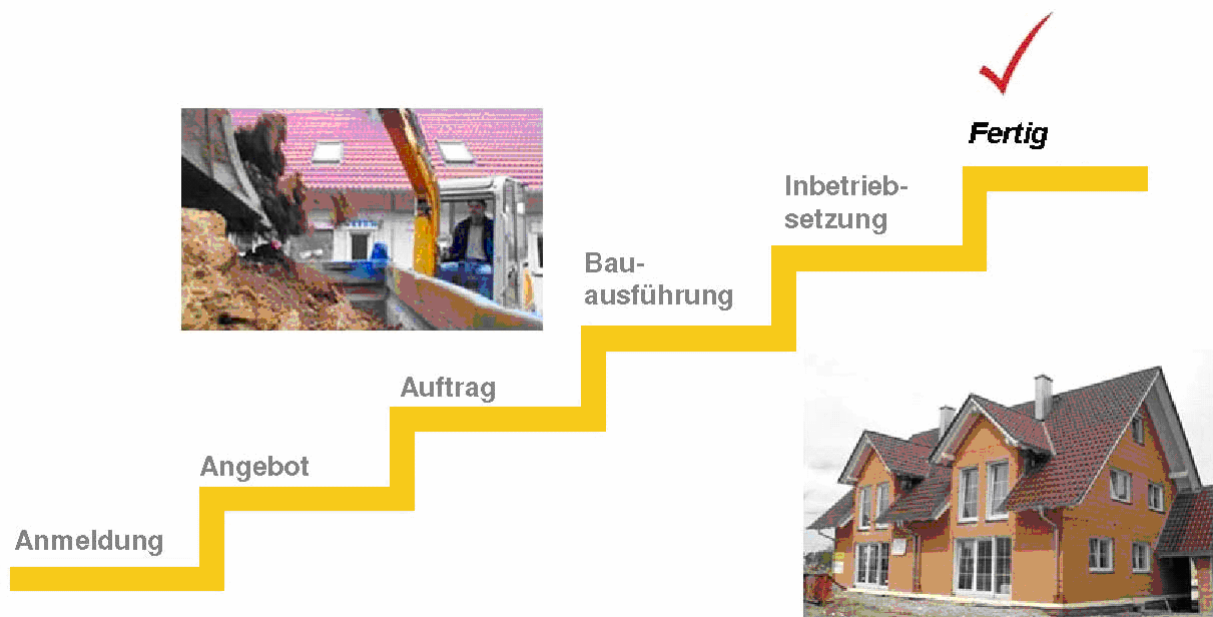 Anmeldung
Angebot
Auftrag
Bau-
ausführung
Inbetrieb-
setzung
Fertig